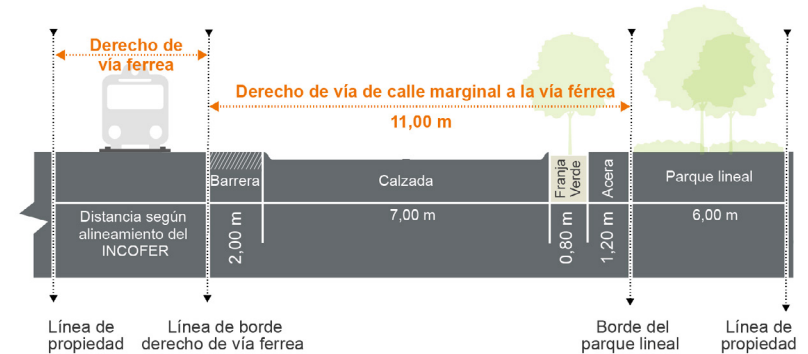 Derecho de
vía ferrea
Derecho de vía de calle marginal a la vía férrea
11,00 m
Barrera
Calzada
Franja
Verde
Acera
Parque lineal
Distancia según
alineamiento del
INCOFER
2,00 m
7,00 m
0,80 m
1,20 m
6,00 m
Línea de
propiedad
Línea de borde
derecho de vía ferrea
Borde del
parque lineal
Línea de
propiedad